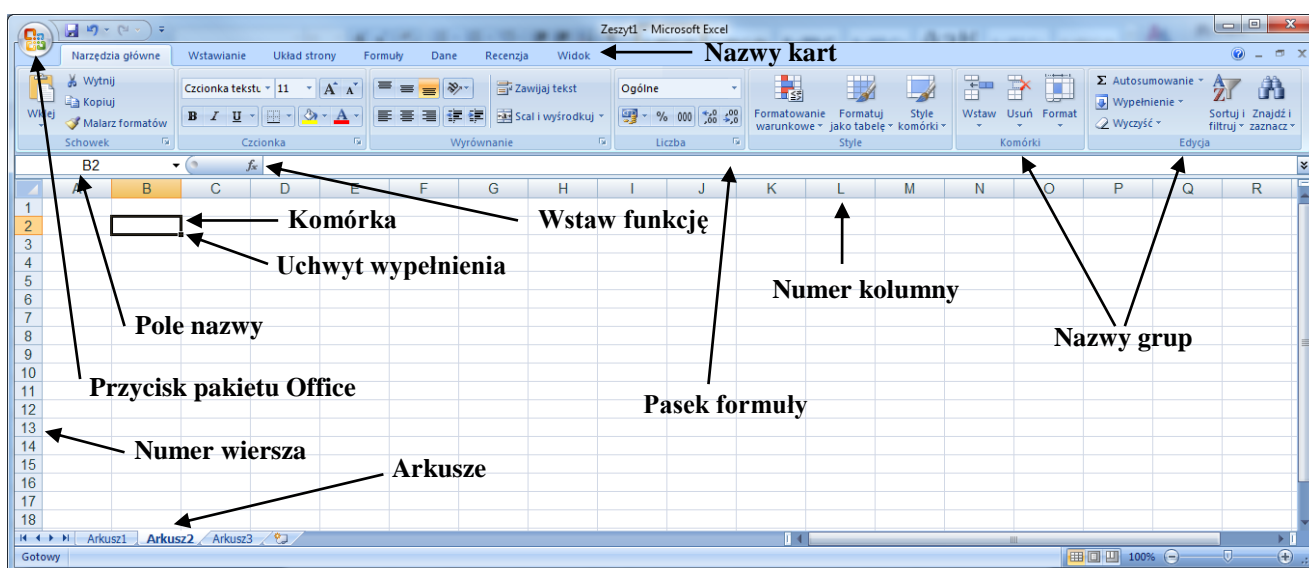 Zeszyt1 - Microsoft Excel
Narzędzia główne Wstawianie Układ strony Formuły Dane Recenzja Widok Nazwy kart
Wklej Wytnij Czcionka tekstu 11 A A Zawijaj tekst Ogólne Formatowanie warunkowe Formatuj jako tabelę Style komórki Wstaw Usuń Format Σ Autosumowanie Sortuj i filtruj Znajdź i zaznacz
Kopiuj B I U A Scal i wyśrodkuj % 000 Wypełnienie
Malarz formatów Wyczyść
Schowek Czcionka Wyrównanie Liczba Style Komórki Edycja
B2 fx
A B C D E F G H I J K L M N O P Q R
1
2 Komórka Wstaw funkcję
3
4 Uchwyt wypełnienia
5
6 Numer kolumny
7
8 Pole nazwy Nazwy grup
9
10
11 Przycisk pakietu Office
12 Pasek formuły
13
14 Numer wiersza
15 Arkusze
16
17
18
Arkusz1 Arkusz2 Arkusz3
Gotowy 100%